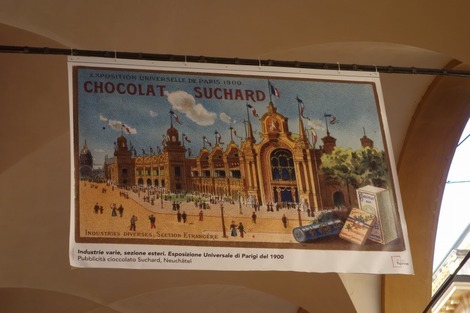 EXPOSITION UNIVERSELLE DE PARIS 1900
CHOCOLAT SUCHARD
INDUSTRIES DIVERSES, SECTION ETRANGÈRE
Industrie varie, sezione esteri. Esposizione Universale di Parigi del 1900
Pubblicità cioccolato Suchard, Neuchâtel